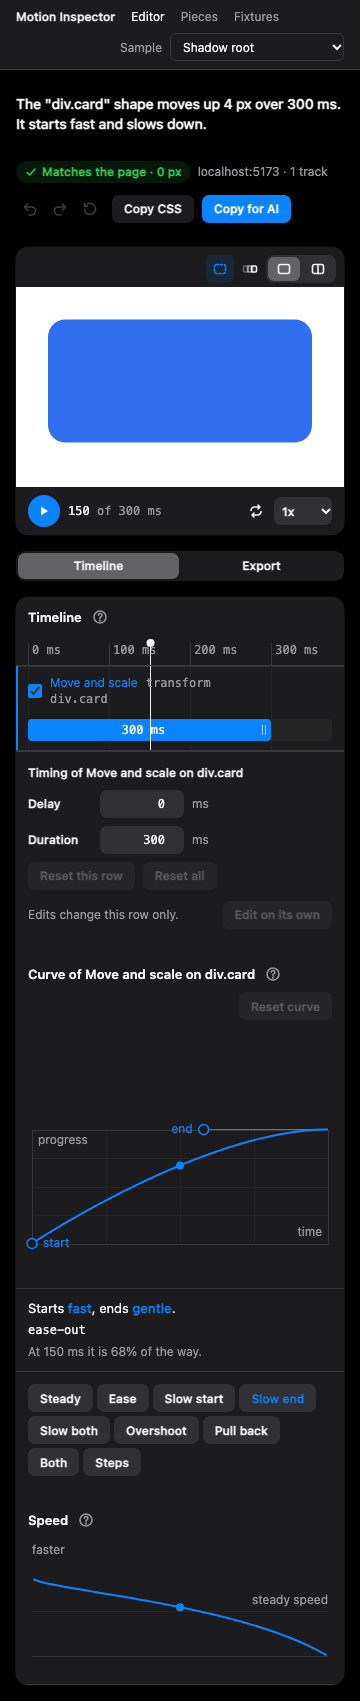 Motion Inspector Editor Pieces Fixtures
Sample Shadow root
The "div.card" shape moves up 4 px over 300 ms.
It starts fast and slows down.
Matches the page · 0 px localhost:5173 · 1 track
Copy CSS Copy for AI
150 of 300 ms 1x
Timeline Export
Timeline ?
0 ms 100 ms 200 ms 300 ms
Move and scale transform
div.card
300 ms
Timing of Move and scale on div.card
Delay 0 ms
Duration 300 ms
Reset this row Reset all
Edits change this row only. Edit on its own
Curve of Move and scale on div.card ?
Reset curve
end
progress
time
start
Starts fast, ends gentle.
ease-out
At 150 ms it is 68% of the way.
Steady Ease Slow start Slow end
Slow both Overshoot Pull back
Both Steps
Speed ?
faster
steady speed